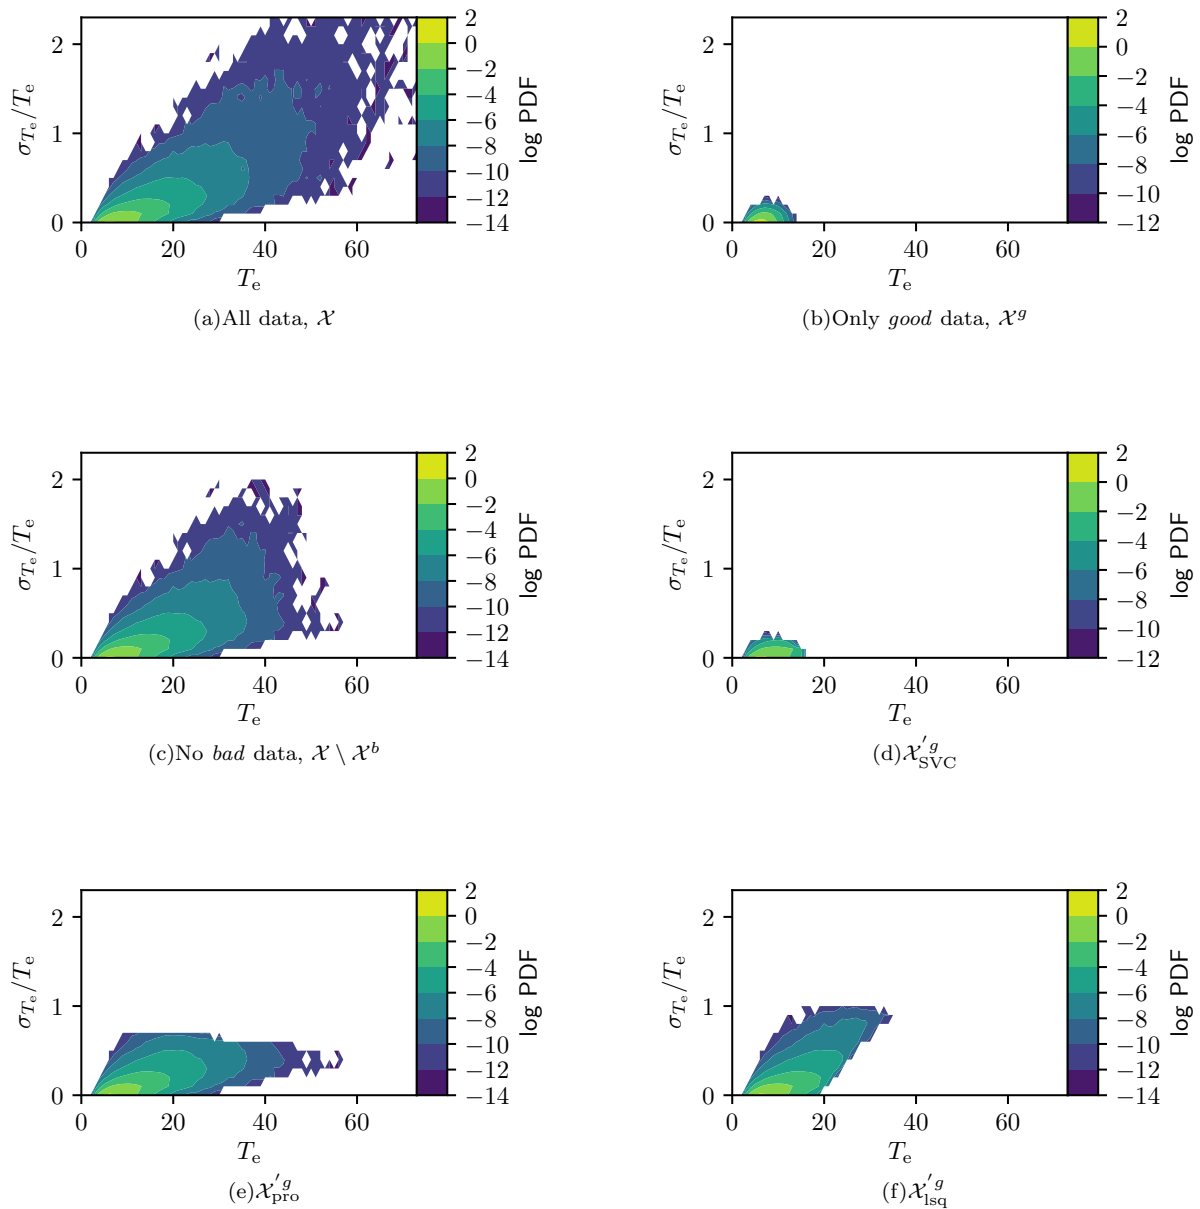 2
1
0
σ_{T_e}/T_e
0 20 40 60
T_e
2
0
−2
−4
−6
−8
−10
−12
−14
log PDF
(a)All data, 𝒳
2
1
0
σ_{T_e}/T_e
0 20 40 60
T_e
2
0
−2
−4
−6
−8
−10
−12
log PDF
(b)Only good data, 𝒳^g
2
1
0
σ_{T_e}/T_e
0 20 40 60
T_e
2
0
−2
−4
−6
−8
−10
−12
−14
log PDF
(c)No bad data, 𝒳 \ 𝒳^b
2
1
0
σ_{T_e}/T_e
0 20 40 60
T_e
2
0
−2
−4
−6
−8
−10
−12
log PDF
(d)𝒳'^g_{SVC}
2
1
0
σ_{T_e}/T_e
0 20 40 60
T_e
2
0
−2
−4
−6
−8
−10
−12
−14
log PDF
(e)𝒳'^g_{pro}
2
1
0
σ_{T_e}/T_e
0 20 40 60
T_e
2
0
−2
−4
−6
−8
−10
−12
−14
log PDF
(f)𝒳'^g_{lsq}